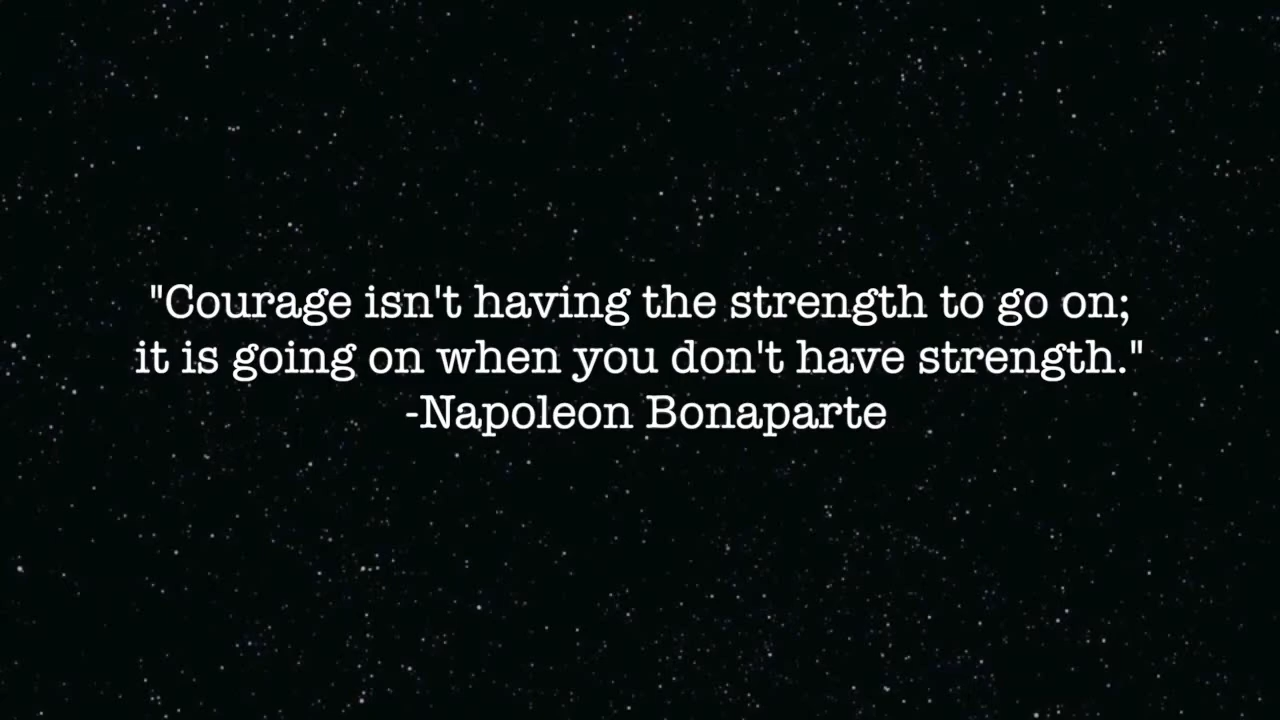 "Courage isn't having the strength to go on;
it is going on when you don't have strength."
-Napoleon Bonaparte